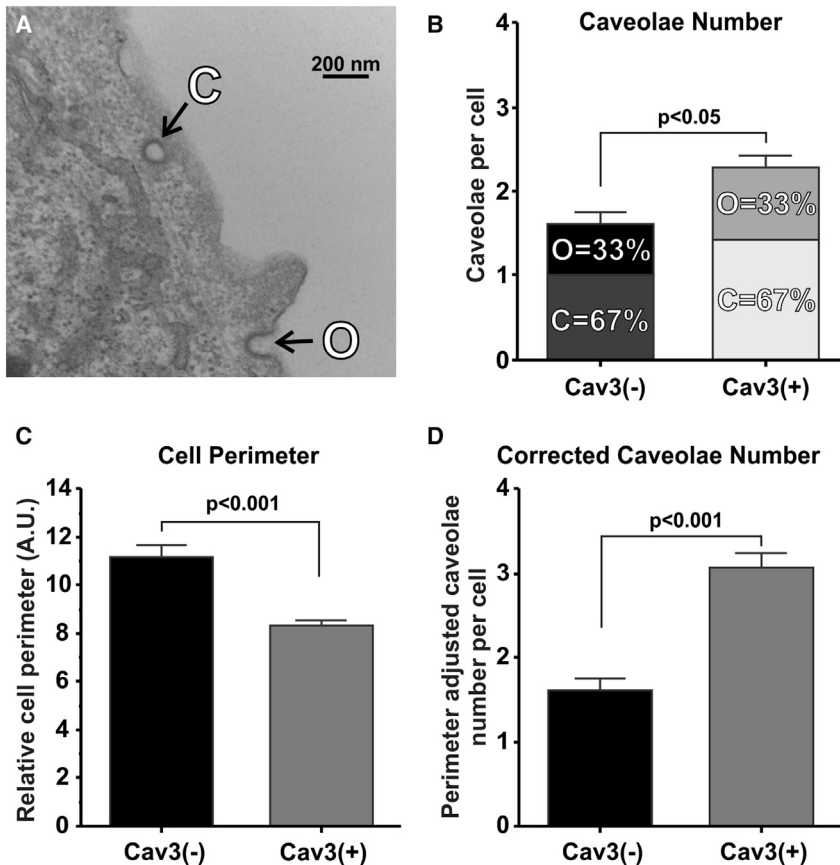 A
200 nm
C
O
B
Caveolae Number
Caveolae per cell
4
3
2
1
0
p<0.05
O=33%
C=67%
O=33%
C=67%
Cav3(-)
Cav3(+)
C
Cell Perimeter
Relative cell perimeter (A.U.)
14
12
10
8
6
4
2
0
p<0.001
Cav3(-)
Cav3(+)
D
Corrected Caveolae Number
Perimeter adjusted caveolae
number per cell
4
3
2
1
0
p<0.001
Cav3(-)
Cav3(+)